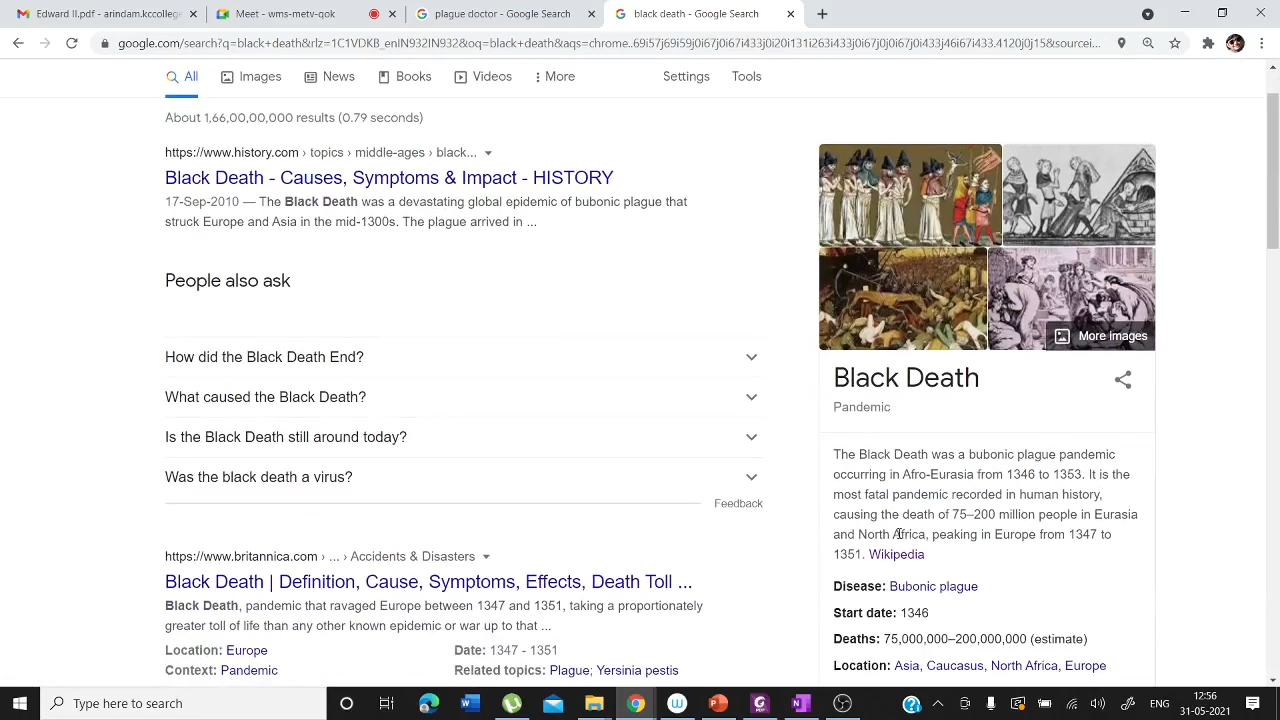 Edward II.pdf - arindam.kgcollege
Meet - MTA-wdmt-xok
plague doctor - Google Search
black death - Google Search
google.com/search?q=black+death&rlz=1C1VDKB_enIN932IN932&oq=black+death&aqs=chrome..69i57j69i59j0i67j0i67i433j0i20i131i263i433j0i67j0i67i433j46i67i433.4120j0j15&sourcei...
All Images News Books Videos More Settings Tools
About 1,66,00,00,000 results (0.79 seconds)
https://www.history.com › topics › middle-ages › black...
Black Death - Causes, Symptoms & Impact - HISTORY
17-Sep-2010 — The Black Death was a devastating global epidemic of bubonic plague that
struck Europe and Asia in the mid-1300s. The plague arrived in ...
People also ask
How did the Black Death End?
What caused the Black Death?
Is the Black Death still around today?
Was the black death a virus?
Feedback
https://www.britannica.com › ... › Accidents & Disasters
Black Death | Definition, Cause, Symptoms, Effects, Death Toll ...
Black Death, pandemic that ravaged Europe between 1347 and 1351, taking a proportionately
greater toll of life than any other known epidemic or war up to that ...
Location: Europe Date: 1347 - 1351
Context: Pandemic Related topics: Plague; Yersinia pestis
More images
Black Death
Pandemic
The Black Death was a bubonic plague pandemic
occurring in Afro-Eurasia from 1346 to 1353. It is the
most fatal pandemic recorded in human history,
causing the death of 75–200 million people in Eurasia
and North Africa, peaking in Europe from 1347 to
1351. Wikipedia
Disease: Bubonic plague
Start date: 1346
Deaths: 75,000,000–200,000,000 (estimate)
Location: Asia, Caucasus, North Africa, Europe
Type here to search
ENG
12:56
31-05-2021